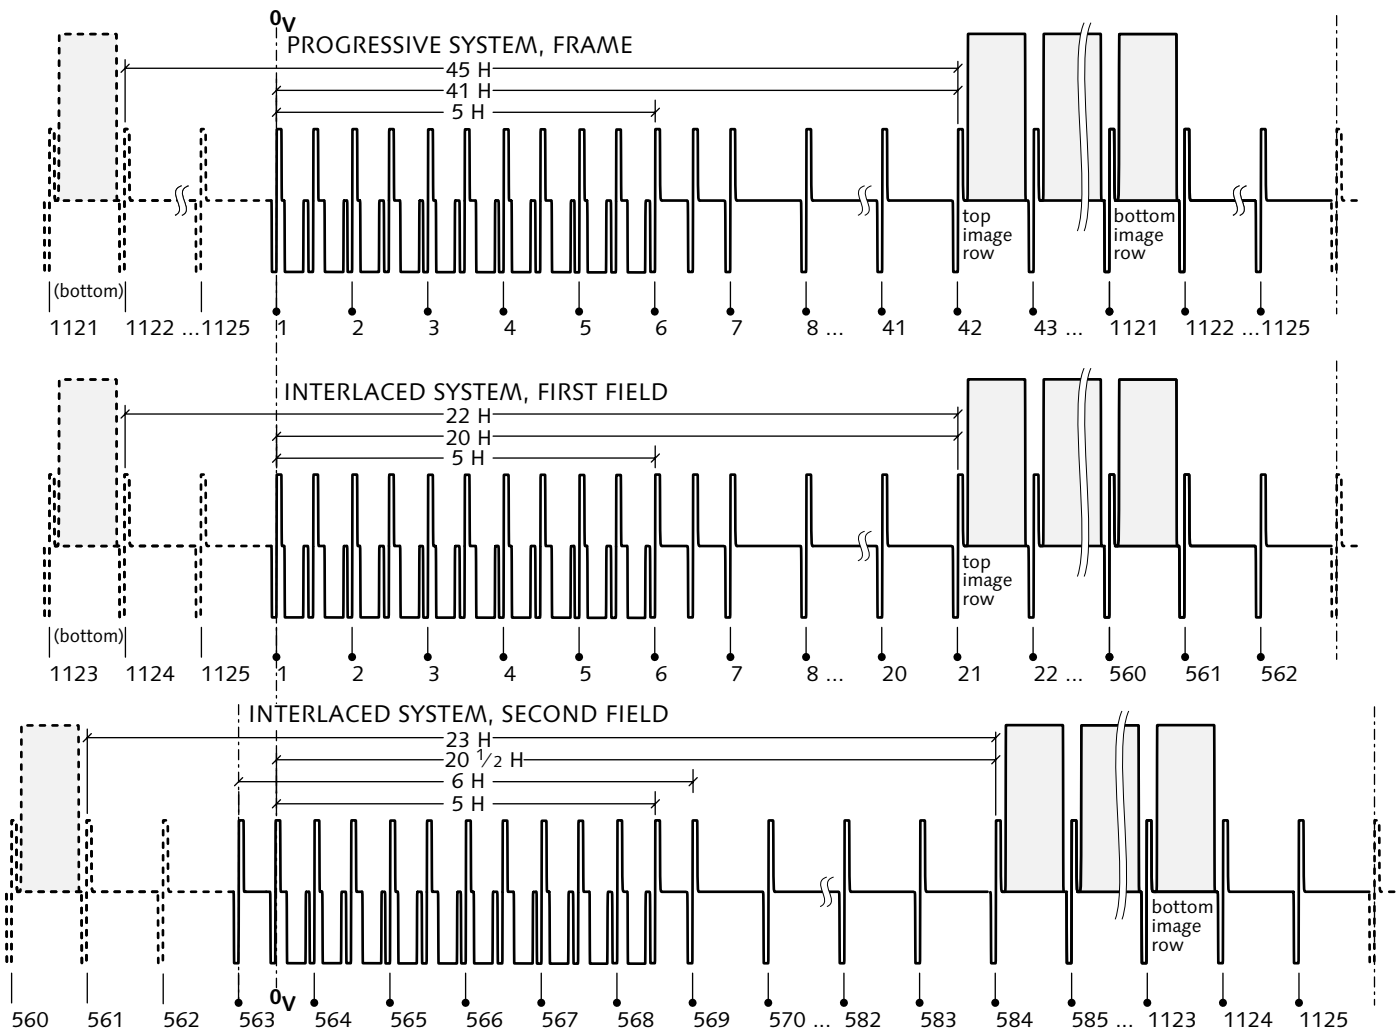 0V
PROGRESSIVE SYSTEM, FRAME
45 H
41 H
5 H
top
image
row
bottom
image
row
(bottom)
1121 1122 ...1125 1 2 3 4 5 6 7 8 ... 41 42 43 ... 1121 1122 ...1125
INTERLACED SYSTEM, FIRST FIELD
22 H
20 H
5 H
top
image
row
(bottom)
1123 1124 1125 1 2 3 4 5 6 7 8 ... 20 21 22 ... 560 561 562
INTERLACED SYSTEM, SECOND FIELD
23 H
20 1/2 H
6 H
5 H
bottom
image
row
0V
560 561 562 563 564 565 566 567 568 569 570 ... 582 583 584 585 ... 1123 1124 1125